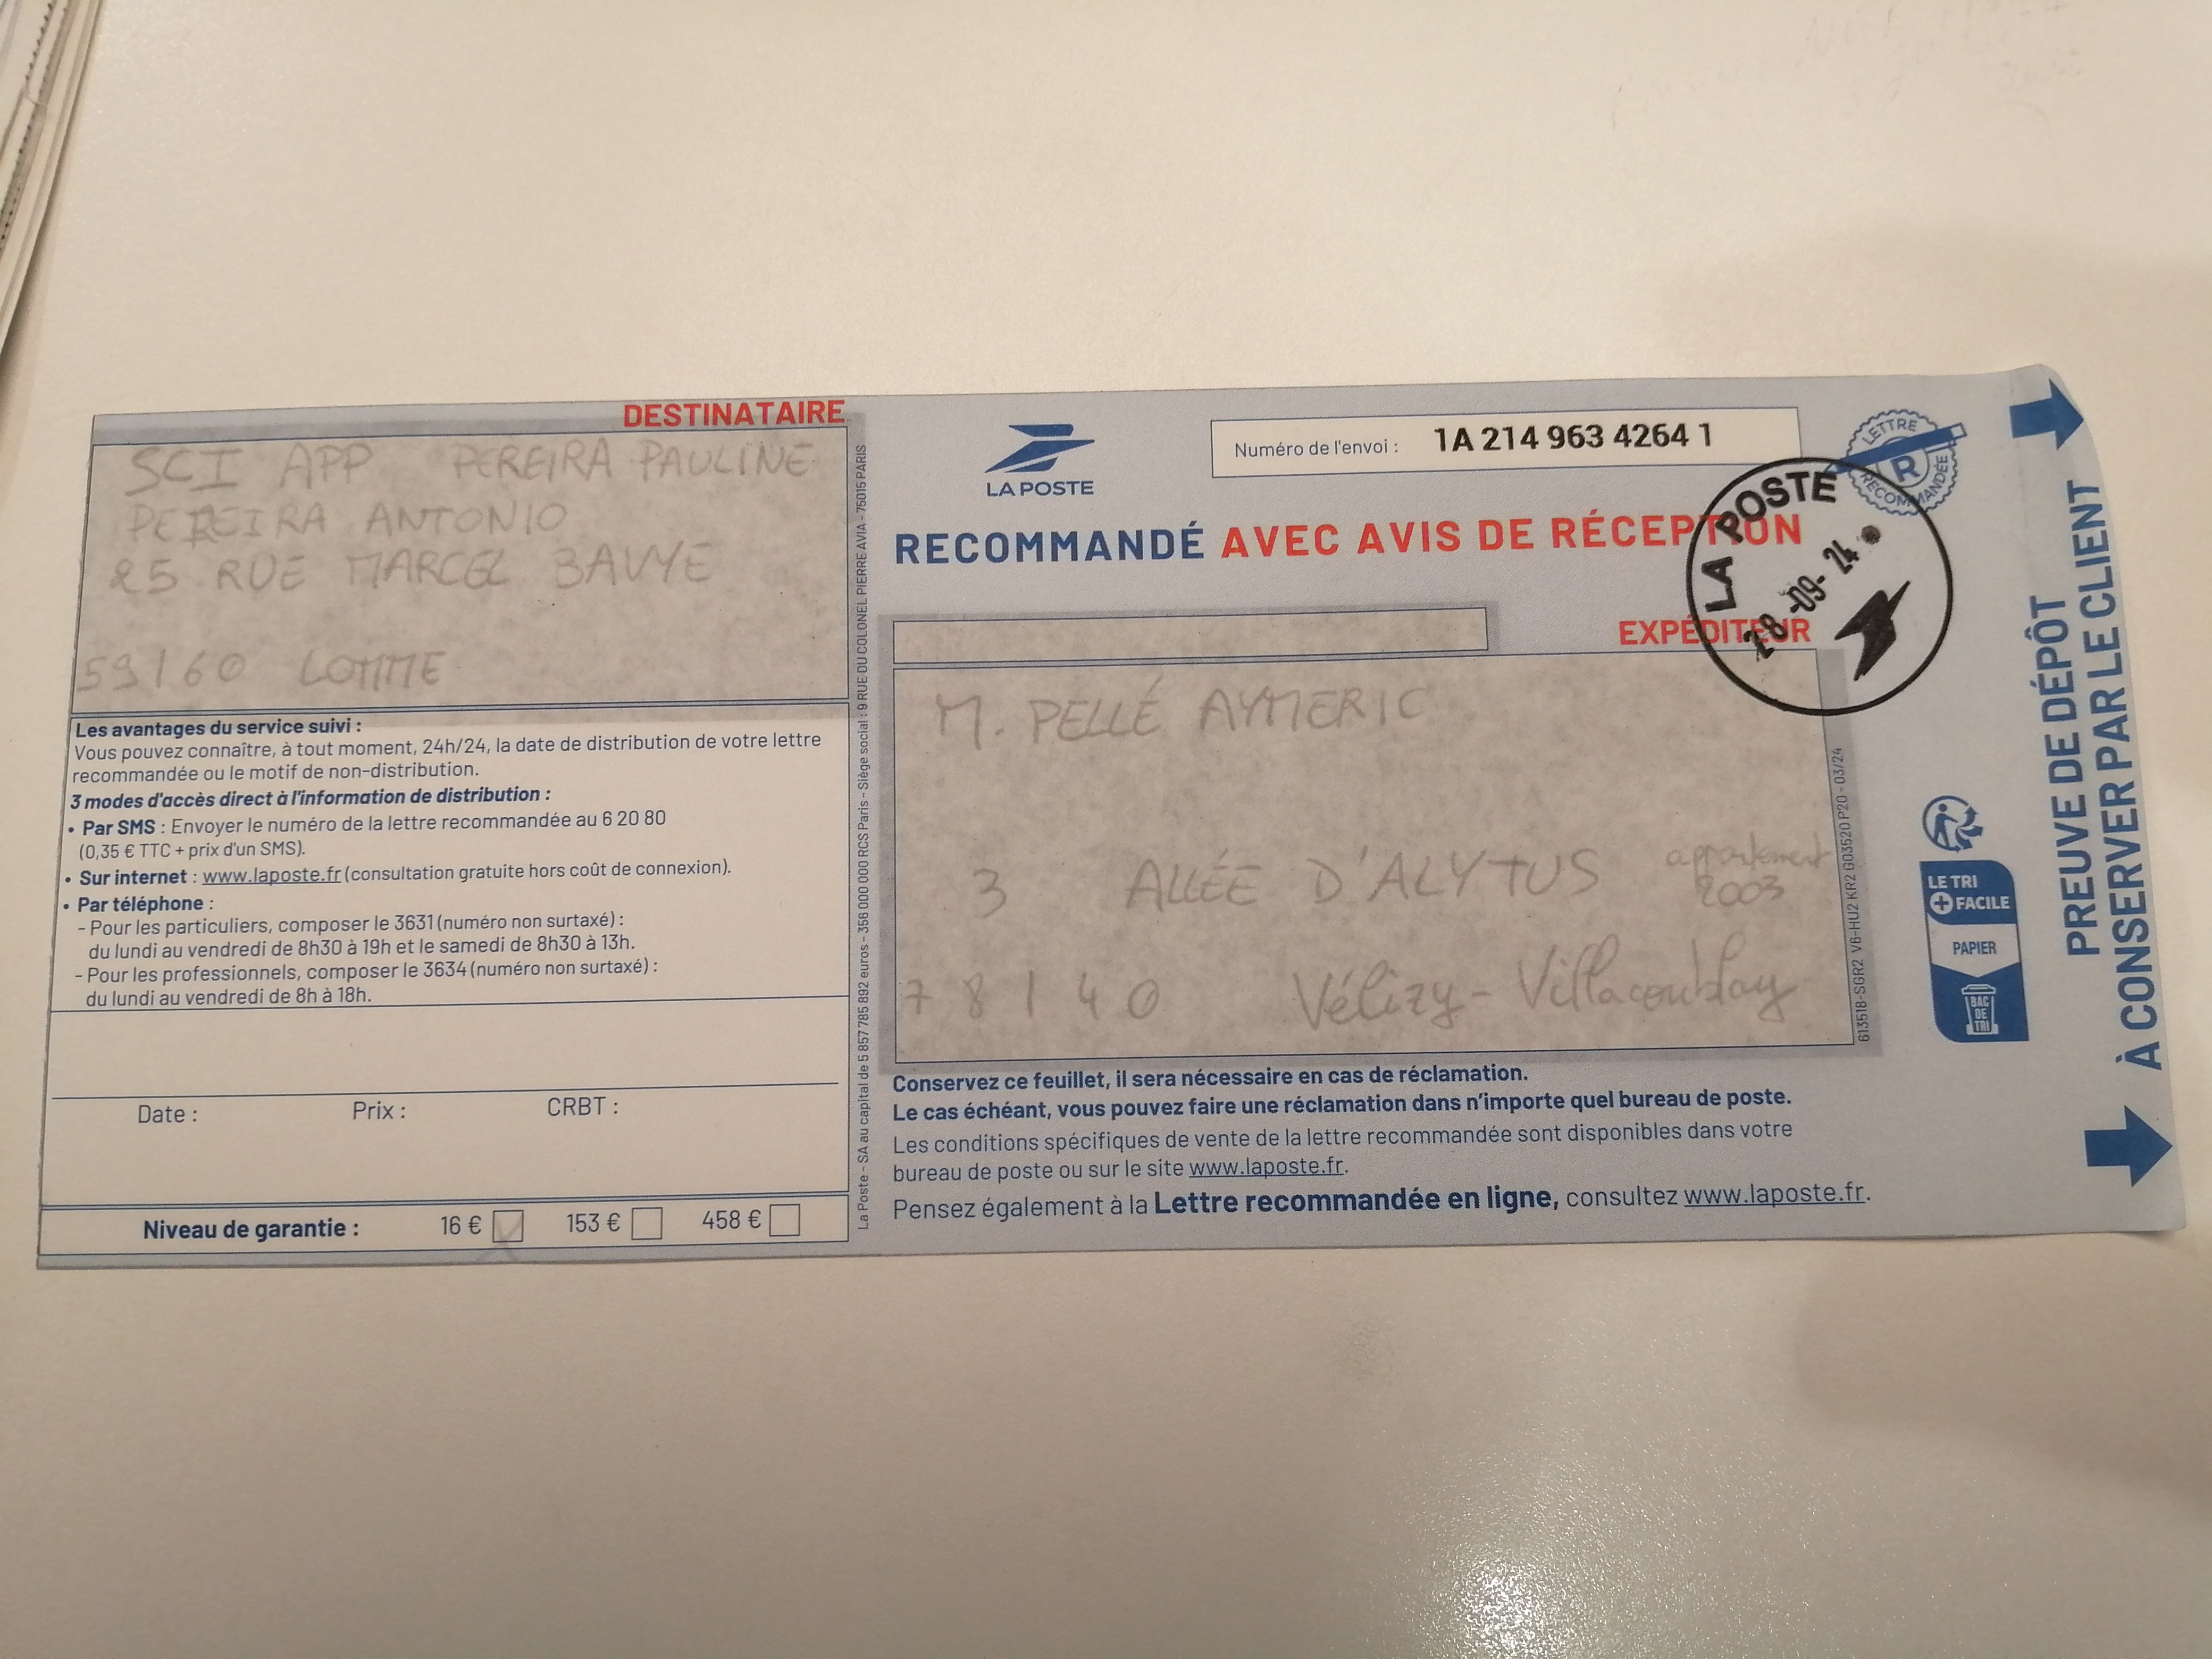 DESTINATAIRE
SCI APP PEREIRA PAULINE
PEREIRA ANTONIO
25 RUE MARCEL BAVYE
59160 LOMME
Les avantages du service suivi :
Vous pouvez connaître, à tout moment, 24h/24, la date de distribution de votre lettre
recommandée ou le motif de non-distribution.
3 modes d'accès direct à l'information de distribution :
• Par SMS : Envoyer le numéro de la lettre recommandée au 6 20 80
(0,35 € TTC + prix d'un SMS).
• Sur internet : www.laposte.fr (consultation gratuite hors coût de connexion).
• Par téléphone :
- Pour les particuliers, composer le 3631 (numéro non surtaxé) :
du lundi au vendredi de 8h30 à 19h et le samedi de 8h30 à 13h.
- Pour les professionnels, composer le 3634 (numéro non surtaxé) :
du lundi au vendredi de 8h à 18h.
Date : Prix : CRBT :
Niveau de garantie : 16 € 153 € 458 €
La Poste - SA au capital de 5 857 785 892 euros - 356 000 000 RCS Paris - Siège social : 9 RUE DU COLONEL PIERRE AVIA - 75015 PARIS
LA POSTE
Numéro de l'envoi : 1A 214 963 4264 1
LETTRE RECOMMANDÉE
R
RECOMMANDÉ AVEC AVIS DE RÉCEPTION
LA POSTE
28-09-24
EXPÉDITEUR
M. PELLÉ AYMERIC
3 ALLÉE D'ALYTUS appartement
2003
78140 Vélizy-Villacoublay
613518-SGR2 V6-HU2 KR2 G03520 P20 - 03/24
Conservez ce feuillet, il sera nécessaire en cas de réclamation.
Le cas échéant, vous pouvez faire une réclamation dans n'importe quel bureau de poste.
Les conditions spécifiques de vente de la lettre recommandée sont disponibles dans votre
bureau de poste ou sur le site www.laposte.fr.
Pensez également à la Lettre recommandée en ligne, consultez www.laposte.fr.
LE TRI
+ FACILE
PAPIER
BAC
DE
TRI
PREUVE DE DÉPÔT
À CONSERVER PAR LE CLIENT